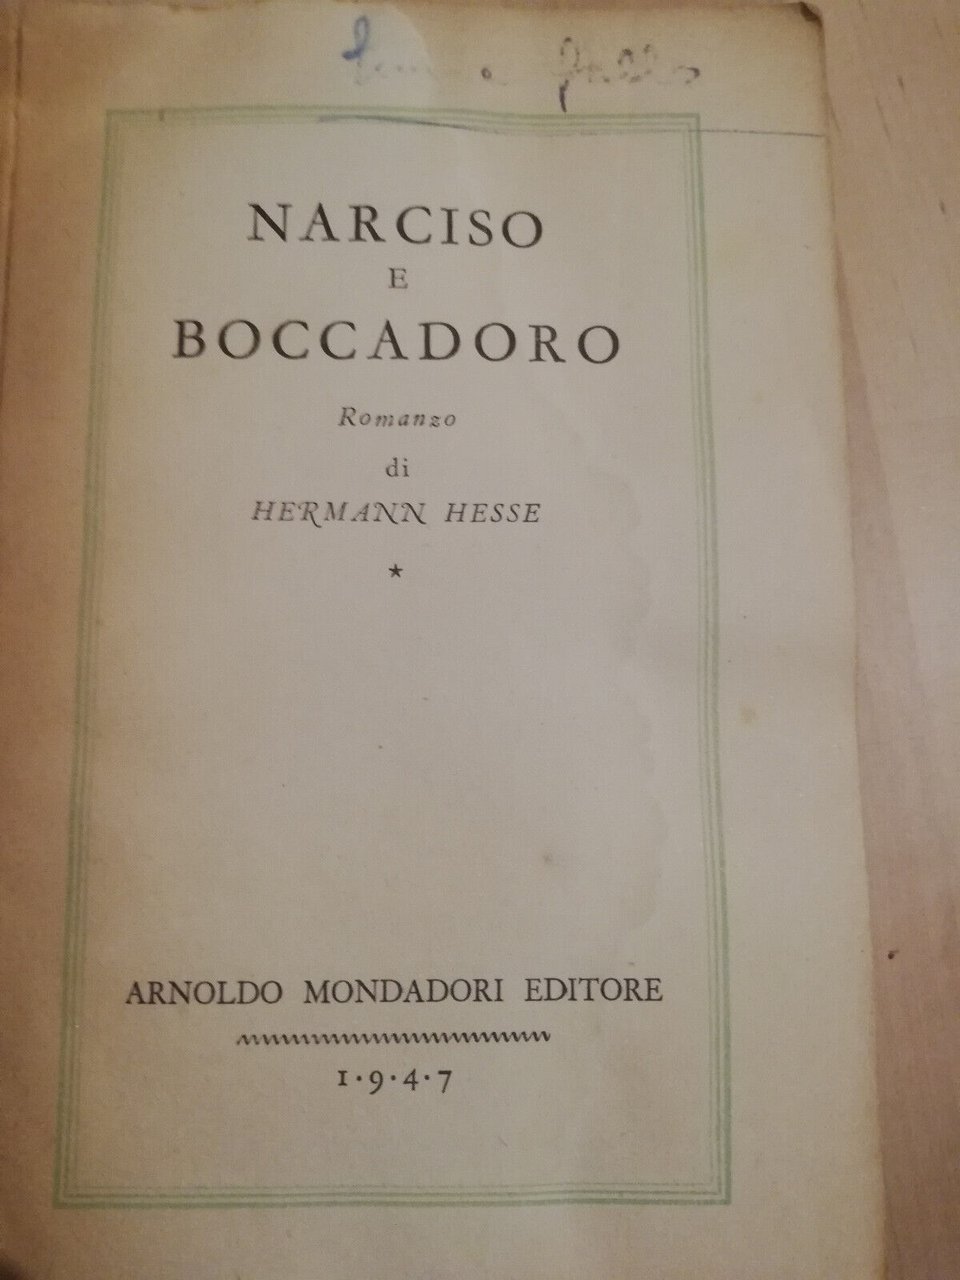 NARCISO
E
BOCCADORO
Romanzo
di
HERMANN HESSE
★
ARNOLDO MONDADORI EDITORE
1·9·4·7